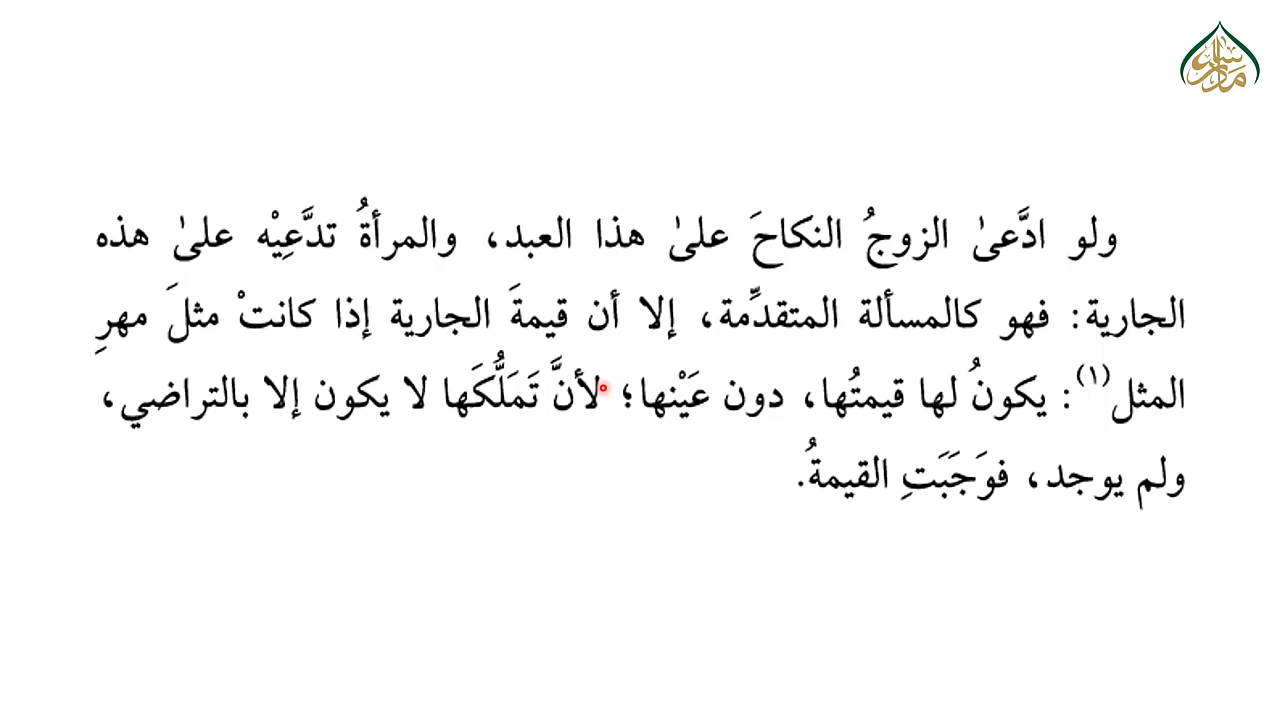 مدرسة
ولو ادَّعىٰ الزوجُ النكاحَ علىٰ هذا العبد، والمرأةُ تدَّعِيْه علىٰ هذه
الجارية: فهو كالمسألة المتقدِّمة، إلا أن قيمةَ الجارية إذا كانتْ مثلَ مهرِ
المثل(١): يكونُ لها قيمتُها، دون عَيْنها؛ لأنَّ تَمَلُّكَها لا يكون إلا بالتراضي،
ولم يوجد، فوَجَبَتِ القيمةُ.